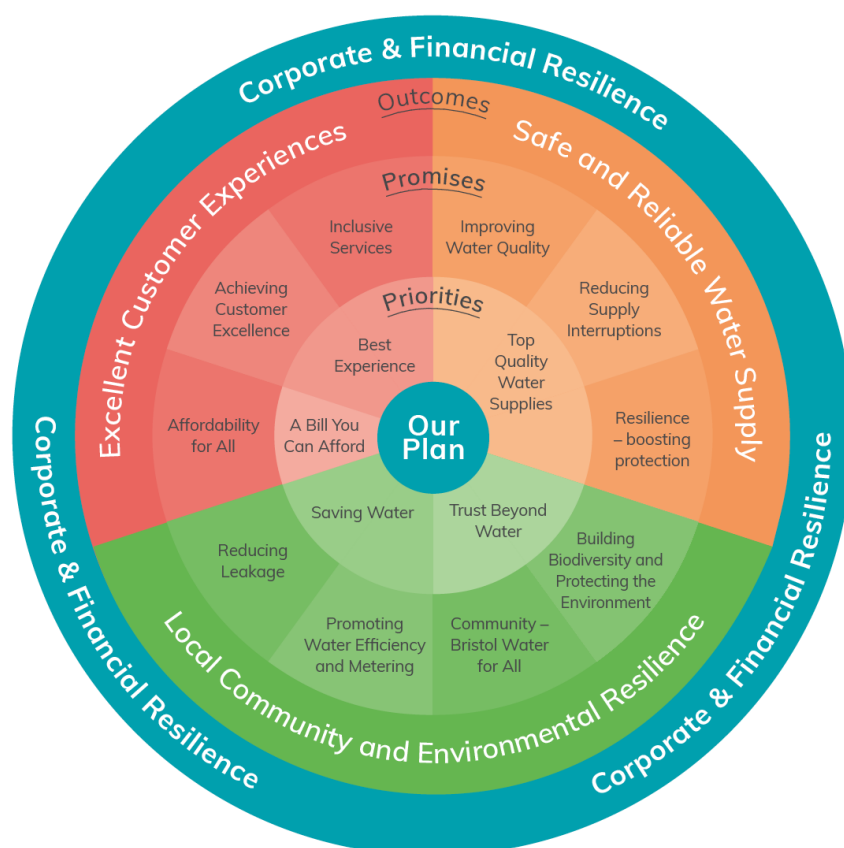 Corporate & Financial Resilience
Outcomes
Excellent Customer Experiences
Safe and Reliable Water Supply
Promises
Inclusive
Services
Improving
Water Quality
Achieving
Customer
Excellence
Reducing
Supply
Interruptions
Priorities
Best
Experience
Top
Quality
Water
Supplies
Affordability
for All
A Bill You
Can Afford
Our
Plan
Resilience
– boosting
protection
Saving Water
Trust Beyond
Water
Reducing
Leakage
Building
Biodiversity and
Protecting the
Environment
Promoting
Water Efficiency
and Metering
Community –
Bristol Water
for All
Local Community and Environmental Resilience
Corporate & Financial Resilience
Corporate & Financial Resilience